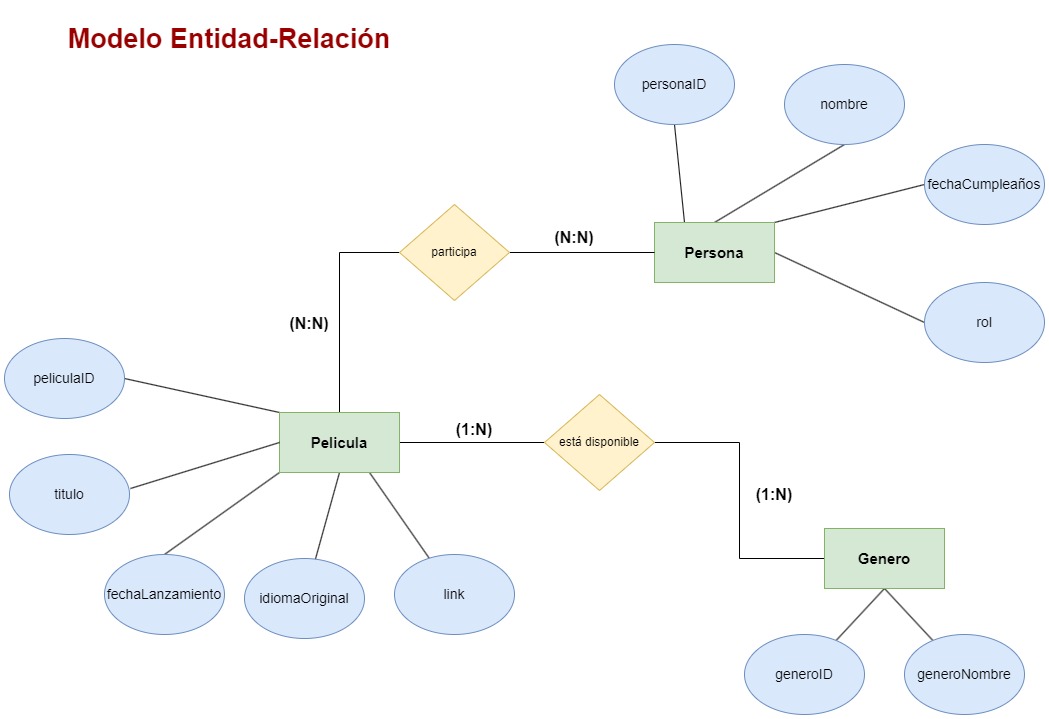 Modelo Entidad-Relación
personaID
nombre
fechaCumpleaños
participa
(N:N)
Persona
(N:N)
rol
peliculaID
Pelicula
(1:N)
está disponible
titulo
(1:N)
Genero
fechaLanzamiento
idiomaOriginal
link
generoID
generoNombre